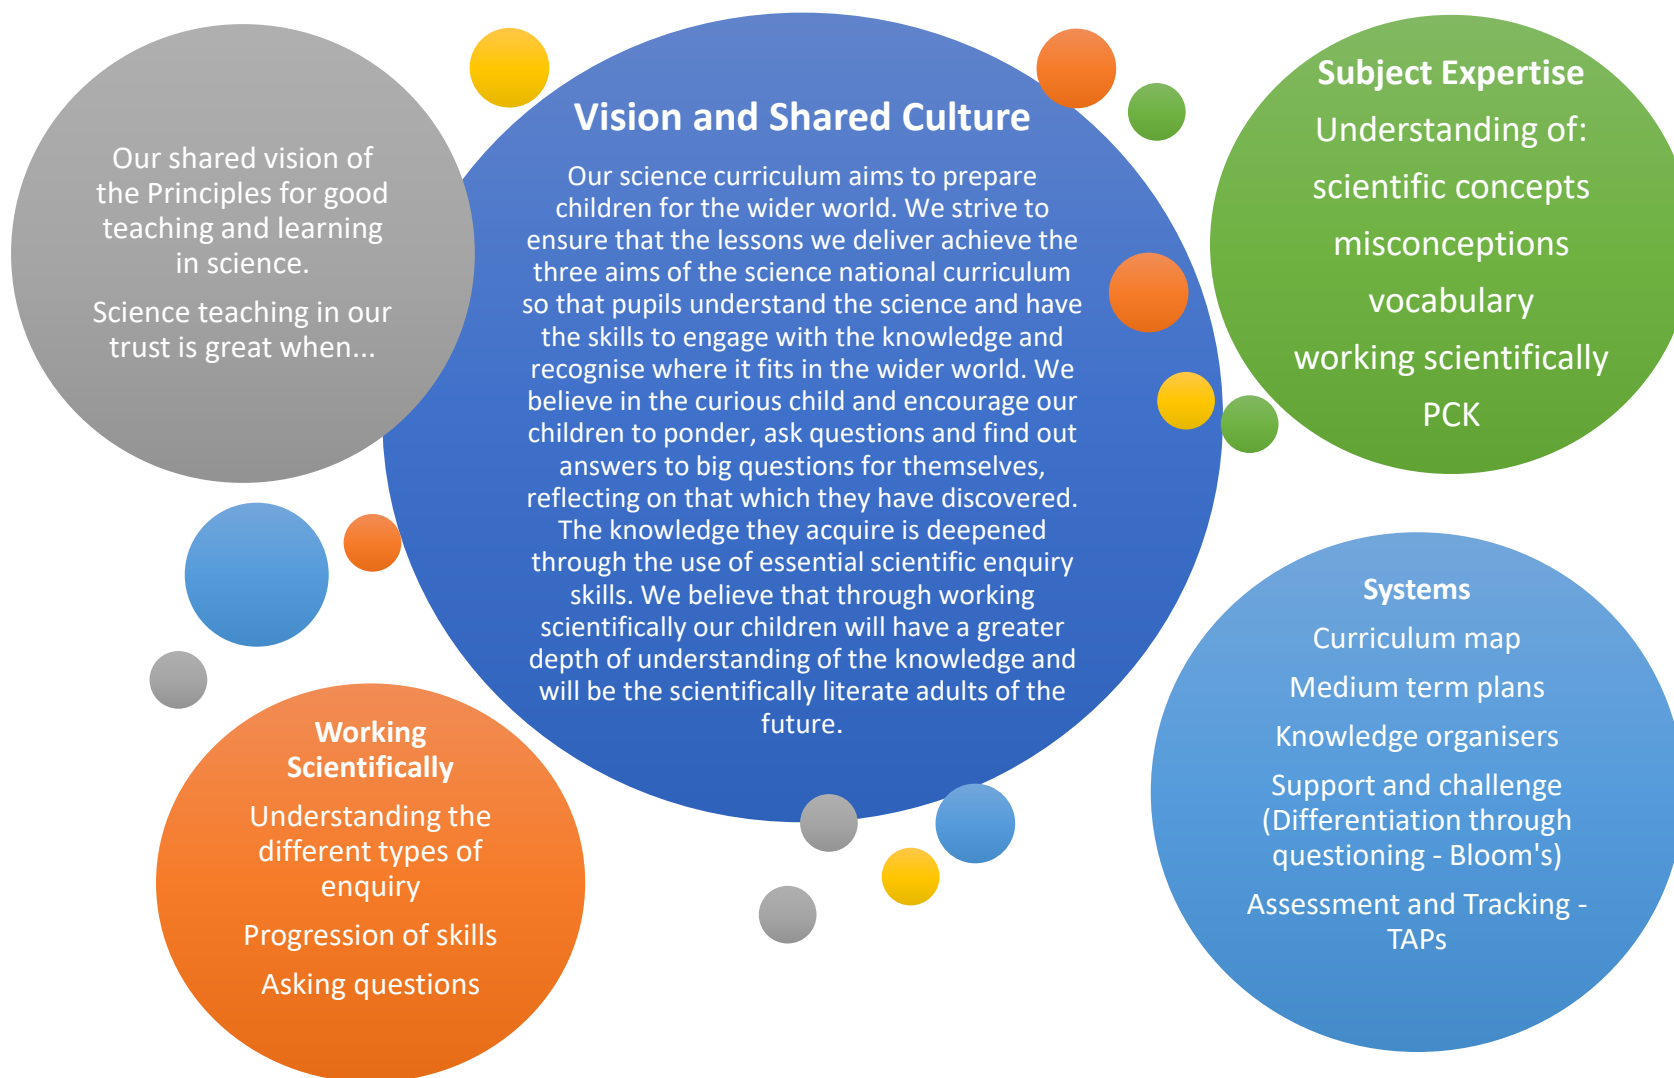 Our shared vision of
the Principles for good
teaching and learning
in science.
Science teaching in our
trust is great when...
Vision and Shared Culture
Our science curriculum aims to prepare
children for the wider world. We strive to
ensure that the lessons we deliver achieve the
three aims of the science national curriculum
so that pupils understand the science and have
the skills to engage with the knowledge and
recognise where it fits in the wider world. We
believe in the curious child and encourage our
children to ponder, ask questions and find out
answers to big questions for themselves,
reflecting on that which they have discovered.
The knowledge they acquire is deepened
through the use of essential scientific enquiry
skills. We believe that through working
scientifically our children will have a greater
depth of understanding of the knowledge and
will be the scientifically literate adults of the
future.
Subject Expertise
Understanding of:
scientific concepts
misconceptions
vocabulary
working scientifically
PCK
Working
Scientifically
Understanding the
different types of
enquiry
Progression of skills
Asking questions
Systems
Curriculum map
Medium term plans
Knowledge organisers
Support and challenge
(Differentiation through
questioning - Bloom's)
Assessment and Tracking -
TAPs